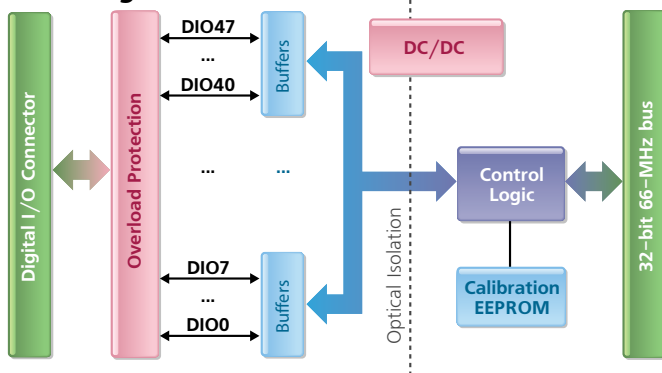 Digital I/O Connector
Overload Protection
DIO47
...
DIO40
Buffers
...
...
DIO7
...
DIO0
Buffers
DC/DC
Optical Isolation
Control
Logic
Calibration
EEPROM
32-bit 66-MHz bus